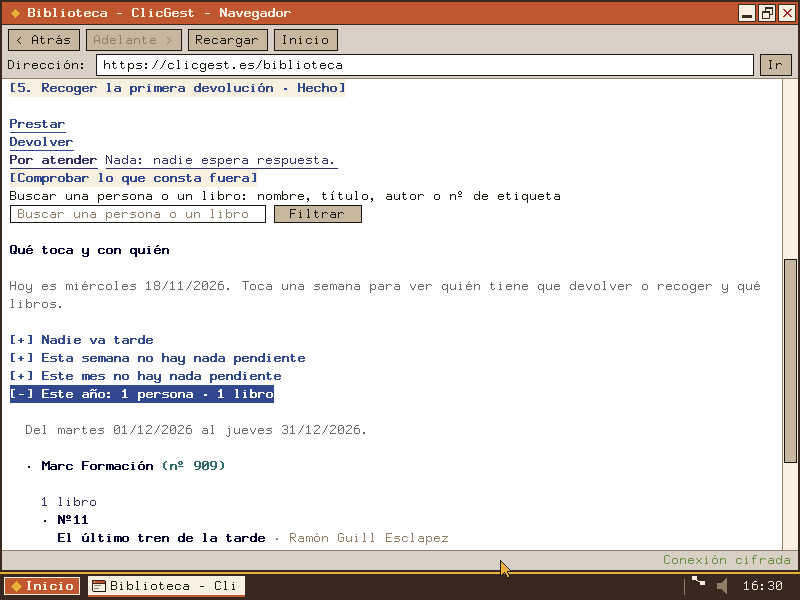 Biblioteca - ClicGest - Navegador
< Atrás Adelante > Recargar Inicio
Dirección: https://clicgest.es/biblioteca Ir
[5. Recoger la primera devolución · Hecho]
Prestar
Devolver
Por atender Nada: nadie espera respuesta.
[Comprobar lo que consta fuera]
Buscar una persona o un libro: nombre, título, autor o nº de etiqueta
Buscar una persona o un libro Filtrar
Qué toca y con quién
Hoy es miércoles 18/11/2026. Toca una semana para ver quién tiene que devolver o recoger y qué
libros.
[+] Nadie va tarde
[+] Esta semana no hay nada pendiente
[+] Este mes no hay nada pendiente
[-] Este año: 1 persona · 1 libro
Del martes 01/12/2026 al jueves 31/12/2026.
· Marc Formación (nº 909)
1 libro
· Nº11
El último tren de la tarde · Ramón Guill Esclapez
Conexión cifrada
Inicio Biblioteca - Cli 16:30